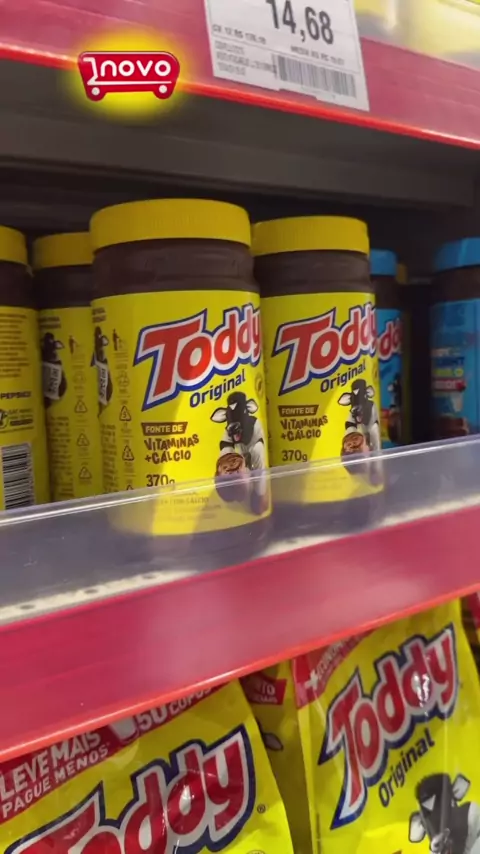 14,68
novo
Toddy
Original
FONTE DE
VITAMINAS
+CÁLCIO
370g
Toddy
Original
FONTE DE
VITAMINAS
+CÁLCIO
370g
PEPSICO
LEVE MAIS
PAGUE MENOS
50 COPOS
Toddy
Toddy
Original